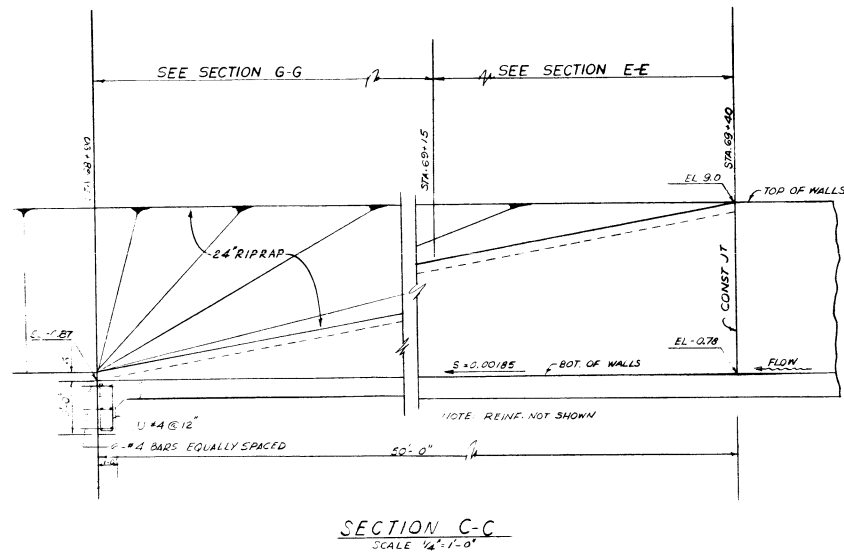 SEE SECTION G-G
SEE SECTION E-E
STA. 69+15
STA. 69+40
EL 9.0
TOP OF WALLS
24" RIPRAP
CONST JT
EL -0.78
S = 0.00185
BOT. OF WALLS
FLOW
REINF. NOT SHOWN
#4 @ 12"
#4 BARS EQUALLY SPACED
50'-0"
SECTION C-C
SCALE 1/4"=1'-0"